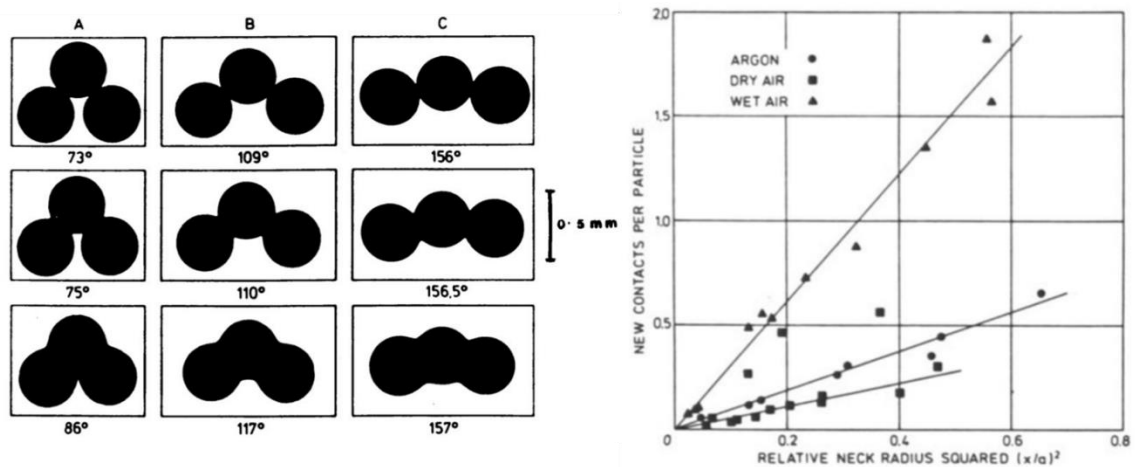 A B C
73° 109° 156°
75° 110° 156.5°
0.5 mm
86° 117° 157°
2.0
1.5
1.0
0.5
0
ARGON
DRY AIR
WET AIR
NEW CONTACTS PER PARTICLE
0 0.2 0.4 0.6 0.8
RELATIVE NECK RADIUS SQUARED (x/a)²